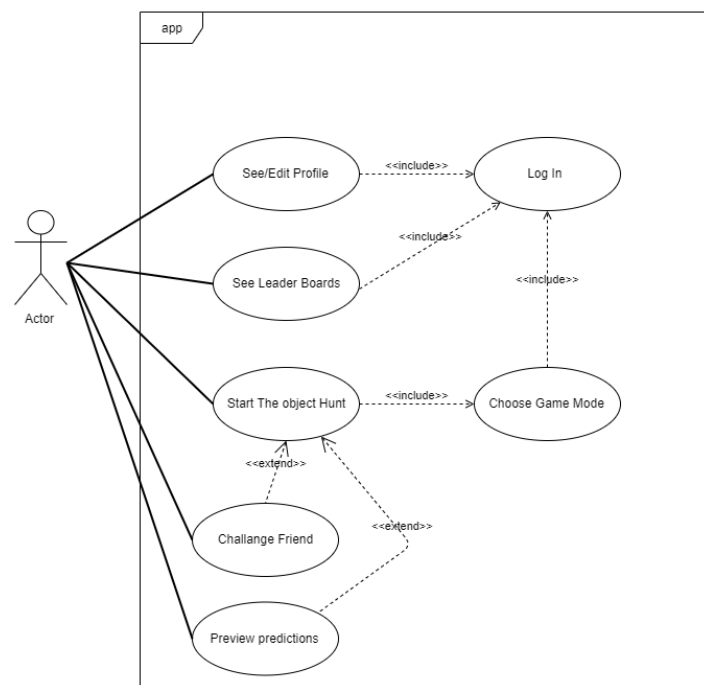 app
See/Edit Profile
<<include>>
Log In
<<include>>
See Leader Boards
<<include>>
Actor
Start The object Hunt
<<include>>
Choose Game Mode
<<extend>>
<<extend>>
Challange Friend
Preview predictions